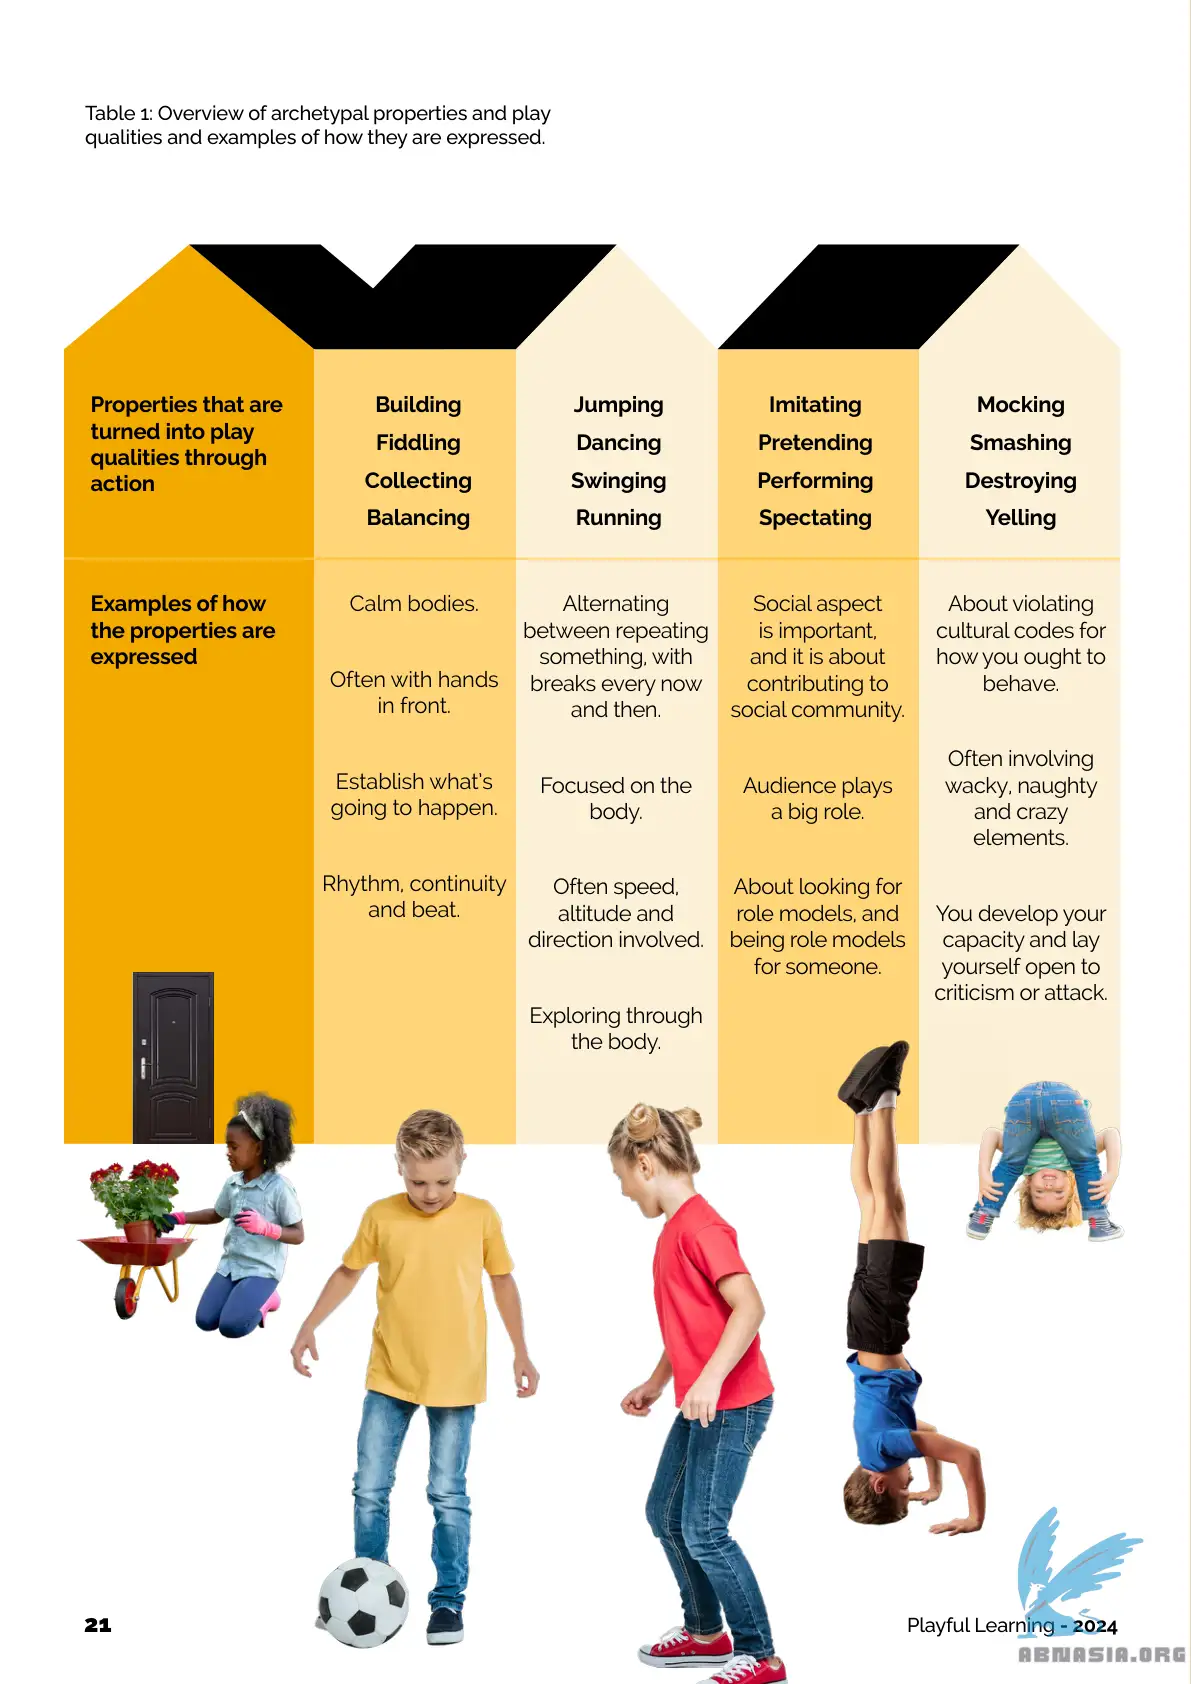 Table 1: Overview of archetypal properties and play
qualities and examples of how they are expressed.
Properties that are
turned into play
qualities through
action
Building
Fiddling
Collecting
Balancing
Jumping
Dancing
Swinging
Running
Imitating
Pretending
Performing
Spectating
Mocking
Smashing
Destroying
Yelling
Examples of how
the properties are
expressed
Calm bodies.
Often with hands
in front.
Establish what's
going to happen.
Rhythm, continuity
and beat.
Alternating
between repeating
something, with
breaks every now
and then.
Focused on the
body.
Often speed,
altitude and
direction involved.
Exploring through
the body.
Social aspect
is important,
and it is about
contributing to
social community.
Audience plays
a big role.
About looking for
role models, and
being role models
for someone.
About violating
cultural codes for
how you ought to
behave.
Often involving
wacky, naughty
and crazy
elements.
You develop your
capacity and lay
yourself open to
criticism or attack.
21
Playful Learning - 2024
ABNASIA.ORG